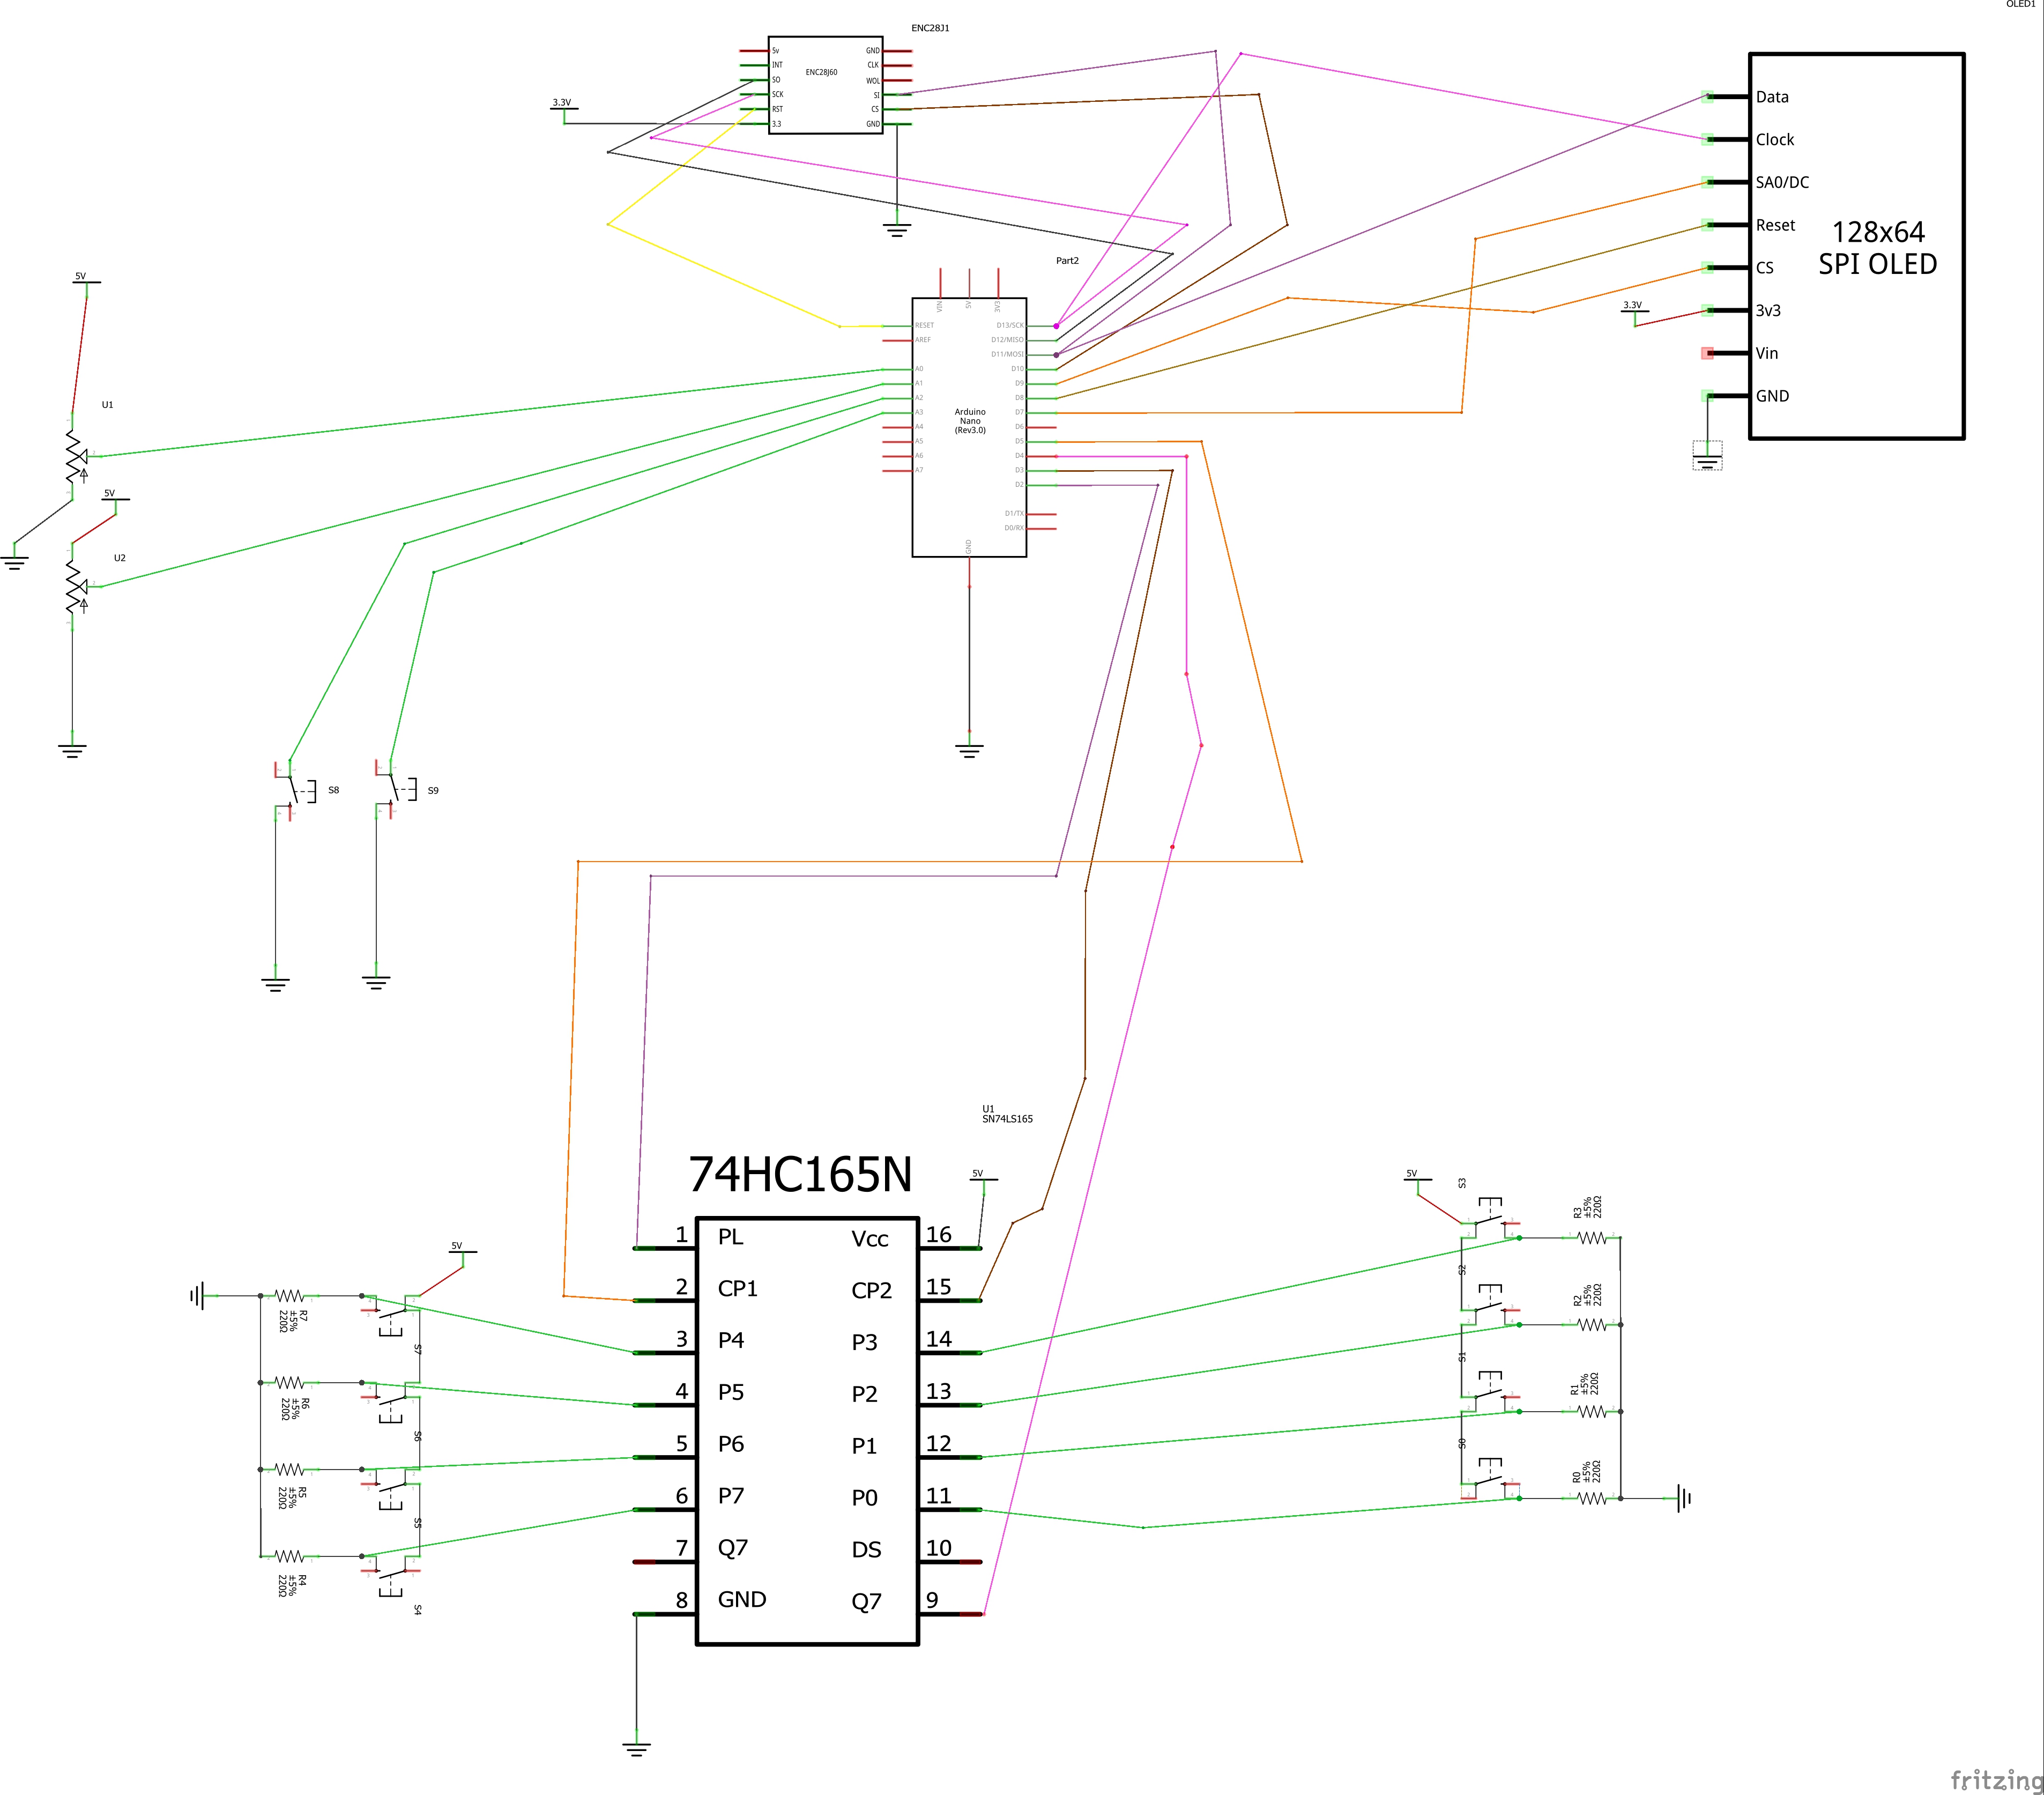 OLED1
ENC28J1
5v
INT
SO
SCK
RST
3.3
ENC28J60
GND
CLK
WOL
SI
CS
GND
3.3V
Data
Clock
SA0/DC
Reset
CS
3v3
Vin
GND
128x64
SPI OLED
3.3V
Part2
VIN
5V
3V3
RESET
AREF
A0
A1
A2
A3
A4
A5
A6
A7
Arduino
Nano
(Rev3.0)
D13/SCK
D12/MISO
D11/MOSI
D10
D9
D8
D7
D6
D5
D4
D3
D2
D1/TX
D0/RX
GND
5V
U1
5V
U2
S8
S9
U1
SN74LS165
74HC165N
5V
1
PL
2
CP1
3
P4
4
P5
5
P6
6
P7
7
Q7
8
GND
16
Vcc
15
CP2
14
P3
13
P2
12
P1
11
P0
10
DS
9
Q7
5V
R7
±5%
220Ω
S7
R6
±5%
220Ω
S6
R5
±5%
220Ω
S5
R4
±5%
220Ω
S4
5V
S3
R3
±5%
220Ω
S2
R2
±5%
220Ω
S1
R1
±5%
220Ω
S0
R0
±5%
220Ω
fritzing